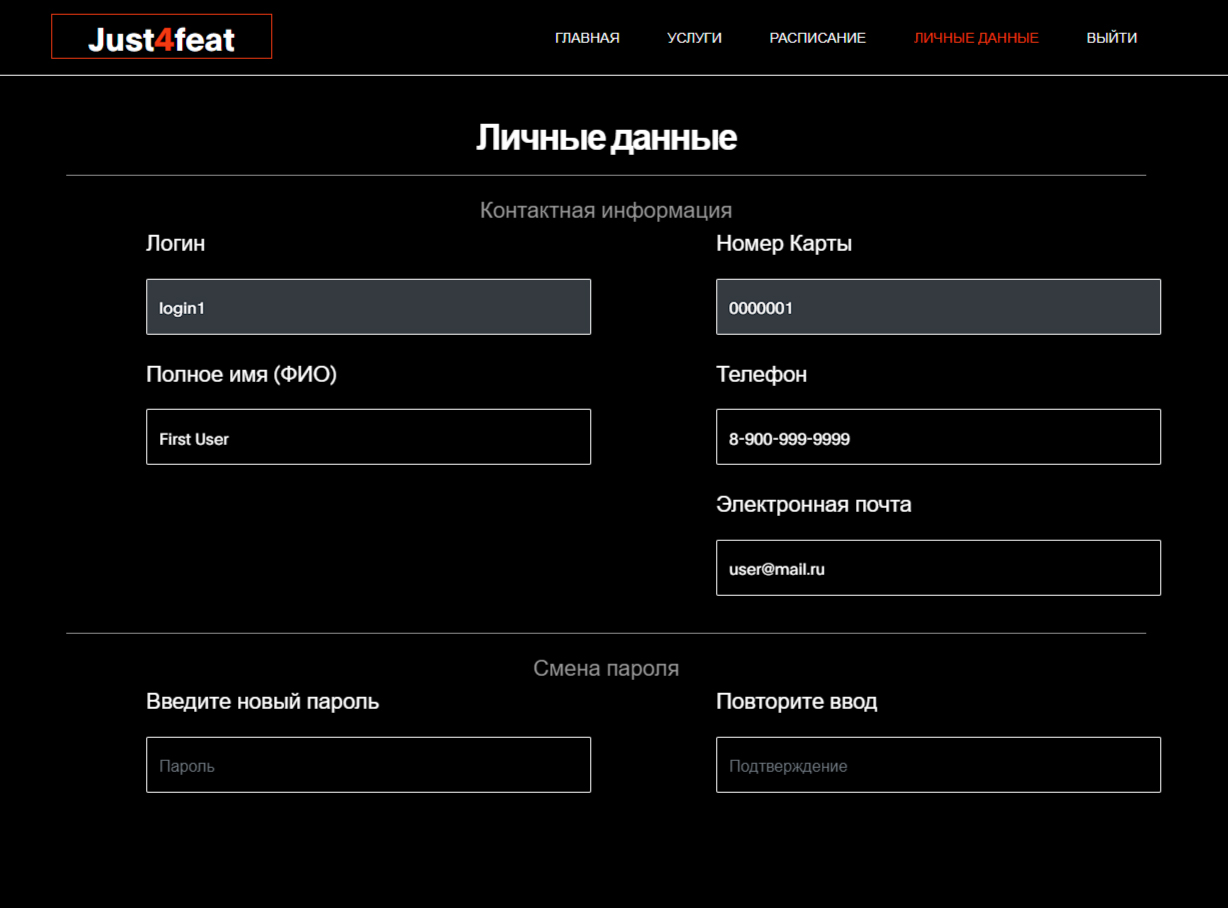 Just4feat
ГЛАВНАЯ УСЛУГИ РАСПИСАНИЕ ЛИЧНЫЕ ДАННЫЕ ВЫЙТИ
Личные данные
Контактная информация
Логин
login1
Номер Карты
0000001
Полное имя (ФИО)
First User
Телефон
8-900-999-9999
Электронная почта
user@mail.ru
Смена пароля
Введите новый пароль
Пароль
Повторите ввод
Подтверждение